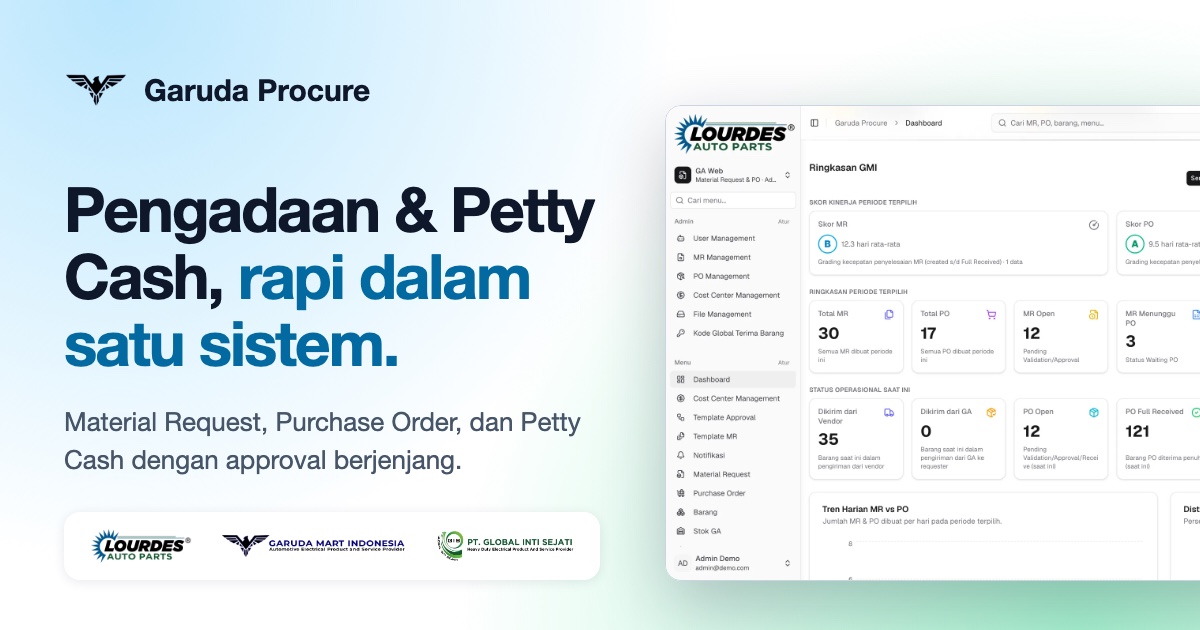 Garuda Procure
Pengadaan & Petty
Cash, rapi dalam
satu sistem.
Material Request, Purchase Order, dan Petty
Cash dengan approval berjenjang.
LOURDES®
AUTO PARTS
GARUDA MART INDONESIA
Automotive Electrical Product and Service Provider
PT. GLOBAL INTI SEJATI
Heavy Duty Electrical Product And Service Provider
LOURDES®
AUTO PARTS
GA Web
Material Request & PO · Ad...
Cari menu...
Admin
Atur
User Management
MR Management
PO Management
Cost Center Management
File Management
Kode Global Terima Barang
Menu
Atur
Dashboard
Cost Center Management
Template Approval
Template MR
Notifikasi
Material Request
Purchase Order
Barang
Stok GA
AD
Admin Demo
admin@demo.com
Garuda Procure > Dashboard
Cari MR, PO, barang, menu...
Ringkasan GMI
SKOR KINERJA PERIODE TERPILIH
Skor MR
B 12.3 hari rata-rata
Grading kecepatan penyelesaian MR (created s/d Full Received) · 1 data
Skor PO
A 9.5 hari rata-rat
RINGKASAN PERIODE TERPILIH
Total MR
30
Semua MR dibuat periode
ini
Total PO
17
Semua PO dibuat periode
ini
MR Open
12
Pending
Validation/Approval
MR Menunggu
PO
3
Status Waiting PO
STATUS OPERASIONAL SAAT INI
Dikirim dari
Vendor
35
Barang saat ini dalam
pengiriman dari vendor
Dikirim dari GA
0
Barang saat ini dalam
pengiriman dari GA ke
requester
PO Open
12
Pending
Validation/Approval/Recei
ve (saat ini)
PO Full Received
121
Barang PO diterima penuh
(saat ini)
Tren Harian MR vs PO
Jumlah MR & PO dibuat per hari pada periode terpilih.
8